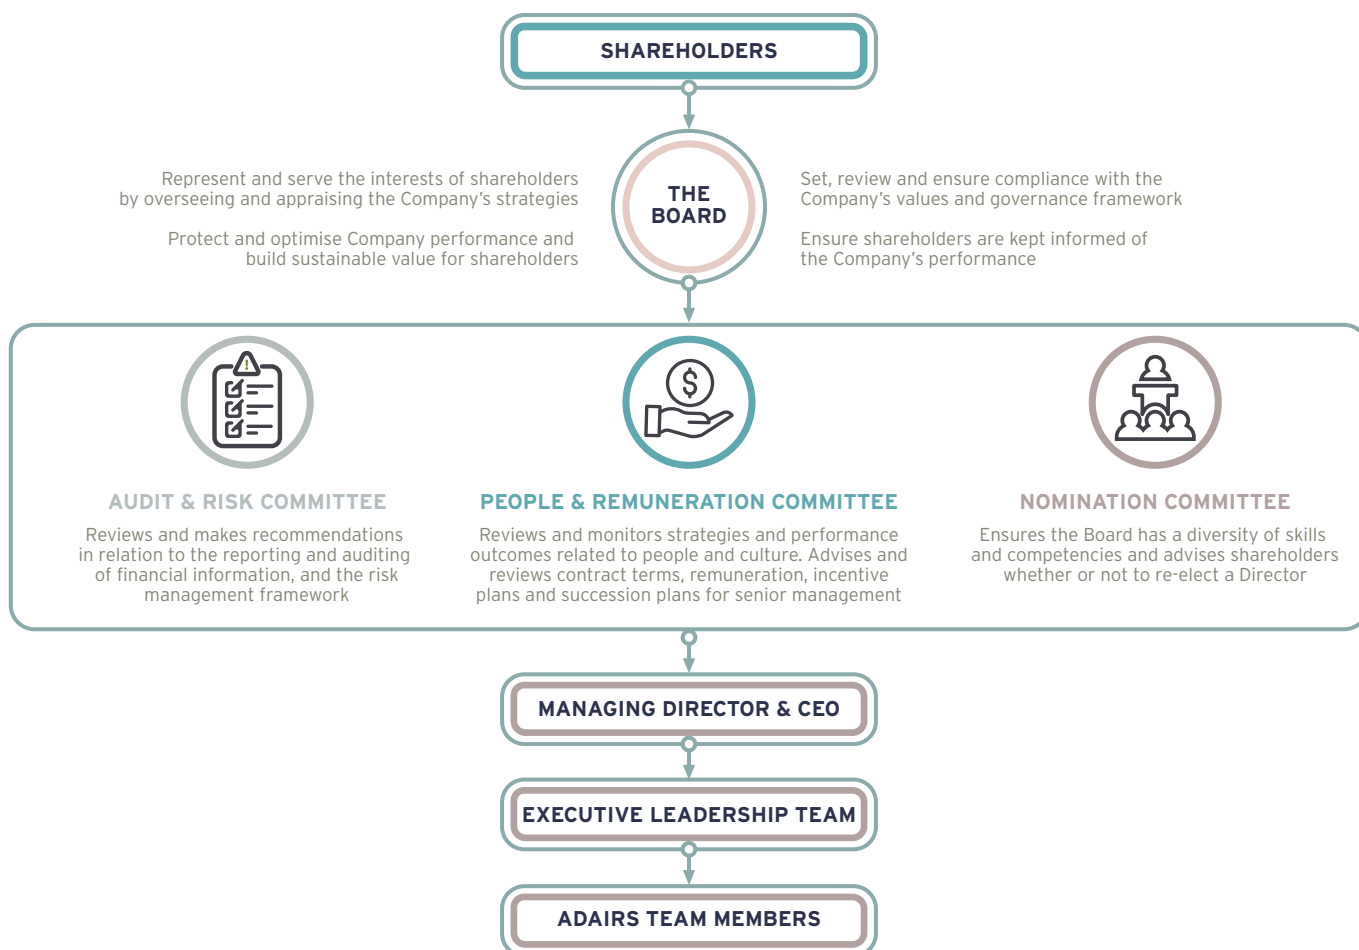 SHAREHOLDERS
Represent and serve the interests of shareholders
by overseeing and appraising the Company's strategies
Protect and optimise Company performance and
build sustainable value for shareholders
THE
BOARD
Set, review and ensure compliance with the
Company's values and governance framework
Ensure shareholders are kept informed of
the Company's performance
AUDIT & RISK COMMITTEE
Reviews and makes recommendations
in relation to the reporting and auditing
of financial information, and the risk
management framework
PEOPLE & REMUNERATION COMMITTEE
Reviews and monitors strategies and performance
outcomes related to people and culture. Advises and
reviews contract terms, remuneration, incentive
plans and succession plans for senior management
NOMINATION COMMITTEE
Ensures the Board has a diversity of skills
and competencies and advises shareholders
whether or not to re-elect a Director
MANAGING DIRECTOR & CEO
EXECUTIVE LEADERSHIP TEAM
ADAIRS TEAM MEMBERS